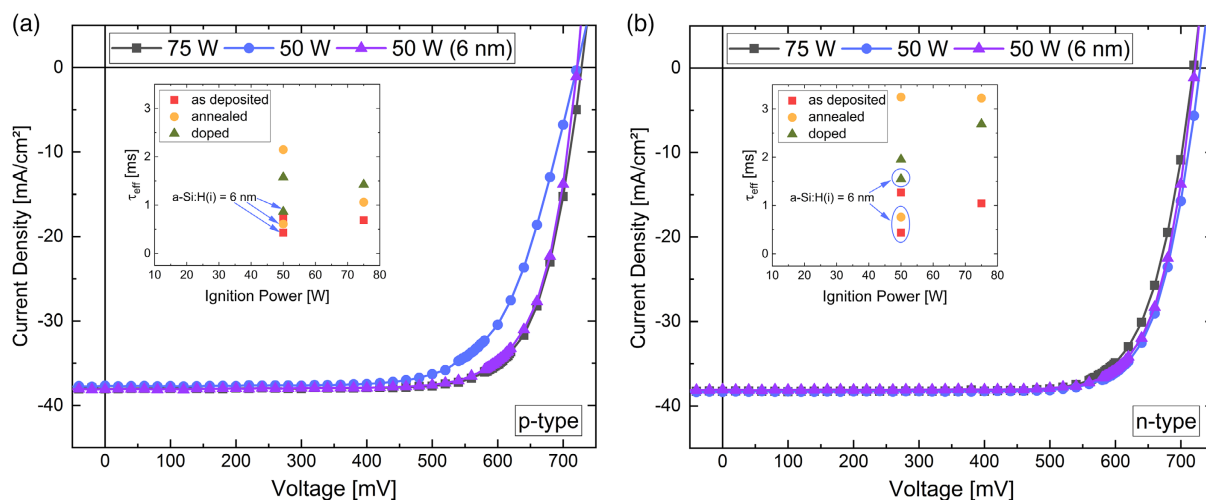 (a)
75 W 50 W 50 W (6 nm)
0
-10
-20
-30
-40
Current Density [mA/cm²]
0 100 200 300 400 500 600 700
Voltage [mV]
p-type
as deposited
annealed
doped
a-Si:H(i) = 6 nm
3
2
1
0
τeff [ms]
10 20 30 40 50 60 70 80
Ignition Power [W]
(b)
75 W 50 W 50 W (6 nm)
0
-10
-20
-30
-40
Current Density [mA/cm²]
0 100 200 300 400 500 600 700
Voltage [mV]
n-type
as deposited
annealed
doped
a-Si:H(i) = 6 nm
3
2
1
0
τeff [ms]
10 20 30 40 50 60 70 80
Ignition Power [W]